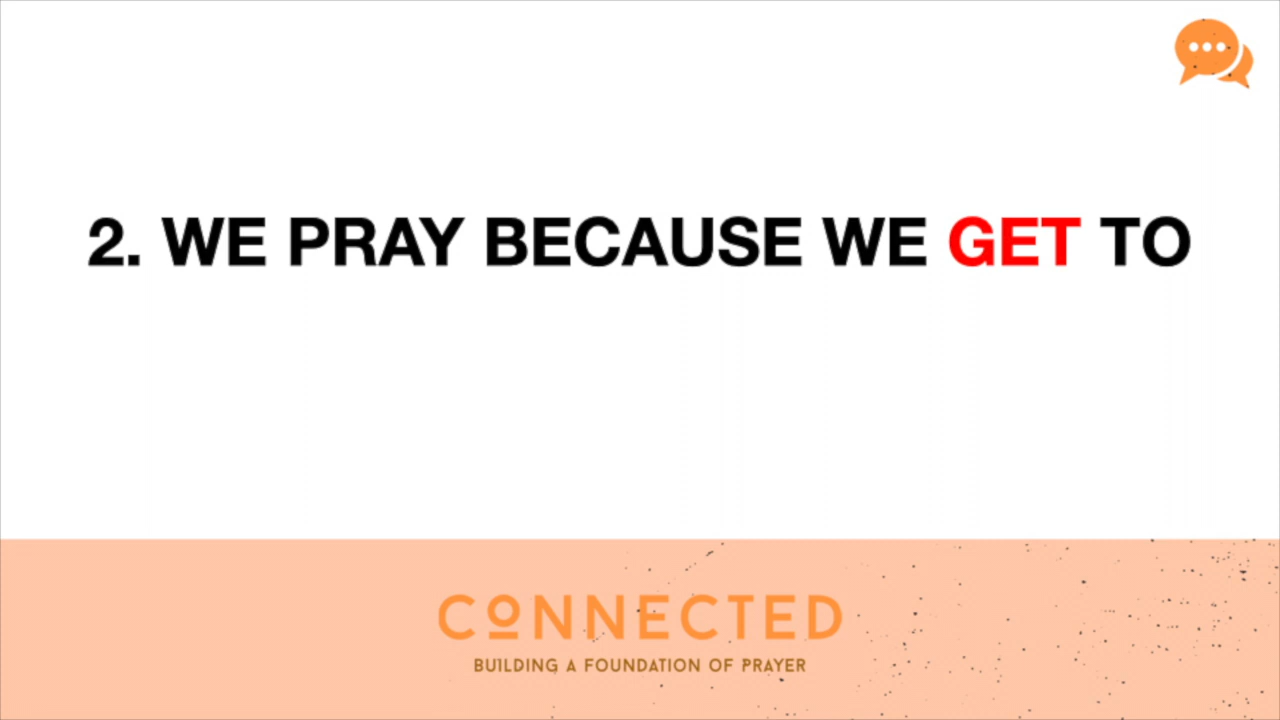 2. WE PRAY BECAUSE WE GET TO
CONNECTED
BUILDING A FOUNDATION OF PRAYER